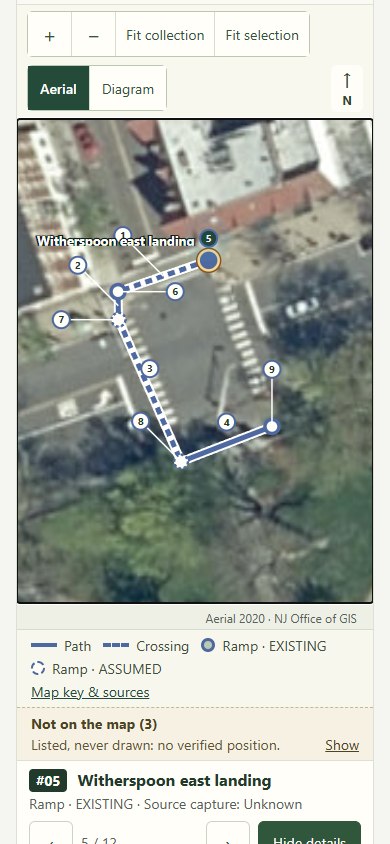 + − Fit collection Fit selection
Aerial Diagram
↑
N
1
Witherspoon east landing 5
2
6
7
3
9
8
4
Aerial 2020 · NJ Office of GIS
Path Crossing Ramp · EXISTING
Ramp · ASSUMED
Map key & sources
Not on the map (3)
Listed, never drawn: no verified position. Show
#05 Witherspoon east landing
Ramp · EXISTING · Source capture: Unknown
5 / 12 Hide details